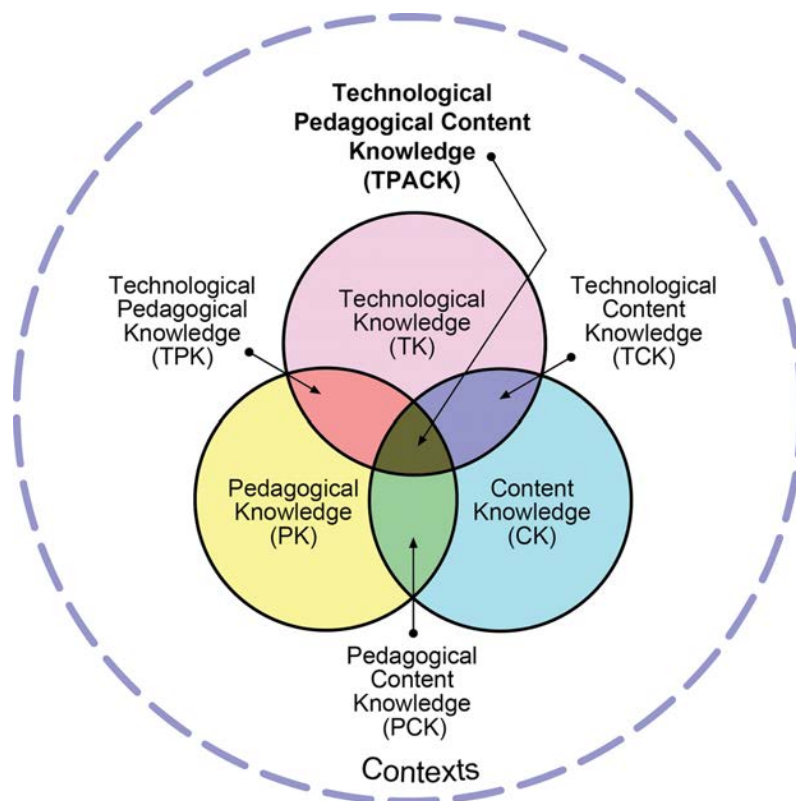 Technological
Pedagogical Content
Knowledge
(TPACK)
Technological
Pedagogical
Knowledge
(TPK)
Technological
Knowledge
(TK)
Technological
Content
Knowledge
(TCK)
Pedagogical
Knowledge
(PK)
Content
Knowledge
(CK)
Pedagogical
Content
Knowledge
(PCK)
Contexts